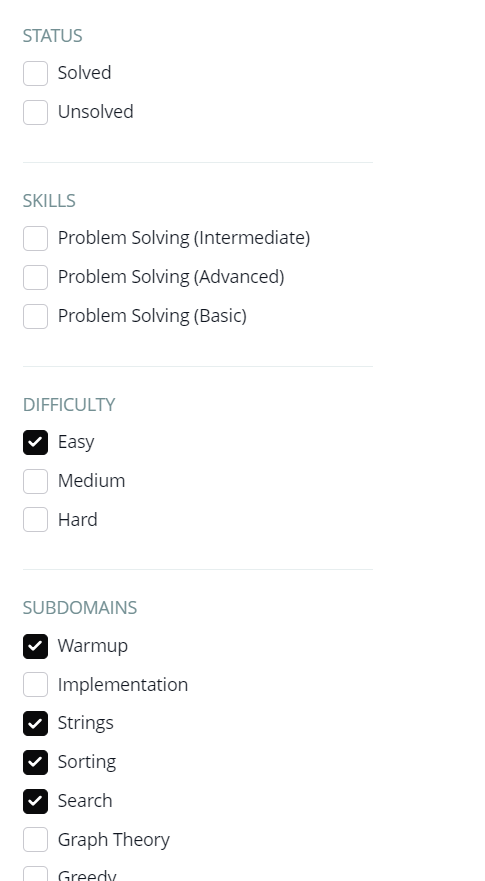 STATUS
Solved
Unsolved
SKILLS
Problem Solving (Intermediate)
Problem Solving (Advanced)
Problem Solving (Basic)
DIFFICULTY
Easy
Medium
Hard
SUBDOMAINS
Warmup
Implementation
Strings
Sorting
Search
Graph Theory
Greedy